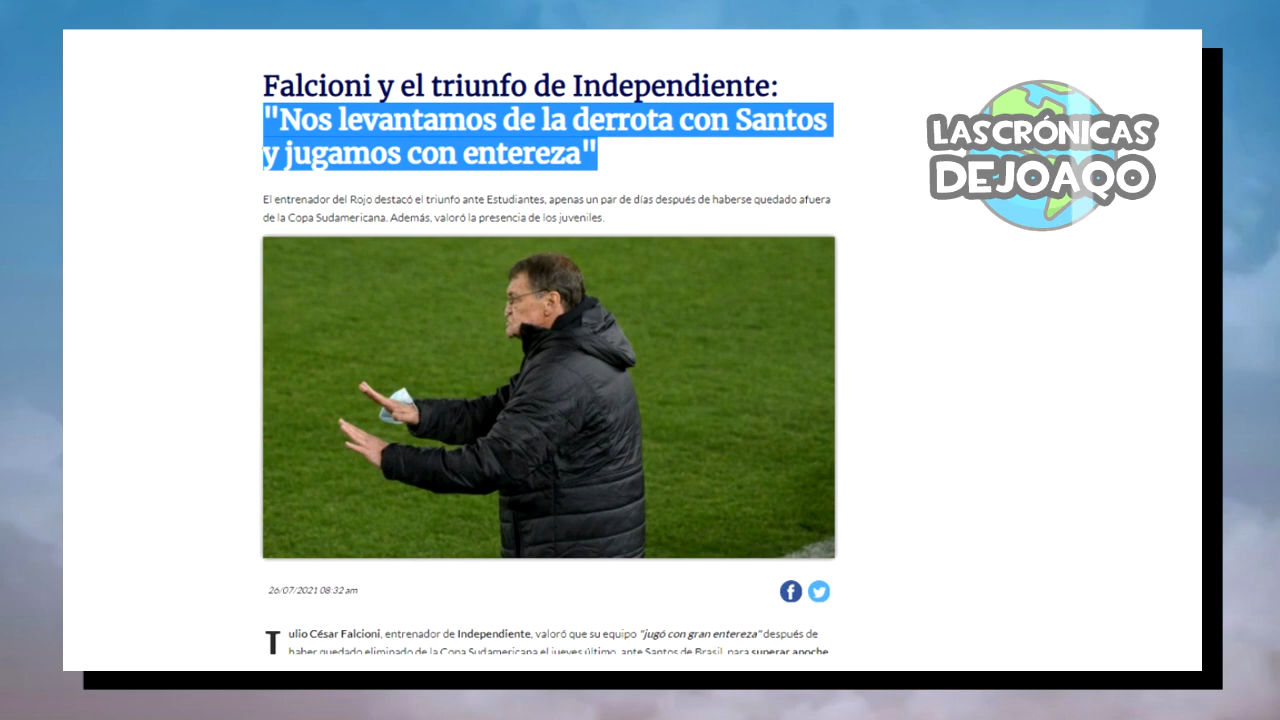 Falcioni y el triunfo de Independiente:
"Nos levantamos de la derrota con Santos
y jugamos con entereza"
LAS CRÓNICAS
DE JOAQO
El entrenador del Rojo destacó el triunfo ante Estudiantes, apenas un par de días después de haberse quedado afuera
de la Copa Sudamericana. Además, valoró la presencia de los juveniles.
26/07/2021 08:32 am
Tulio César Falcioni, entrenador de Independiente, valoró que su equipo "jugó con gran entereza" después de
haber quedado eliminado de la Copa Sudamericana el jueves último, ante Santos de Brasil, para superar anoche